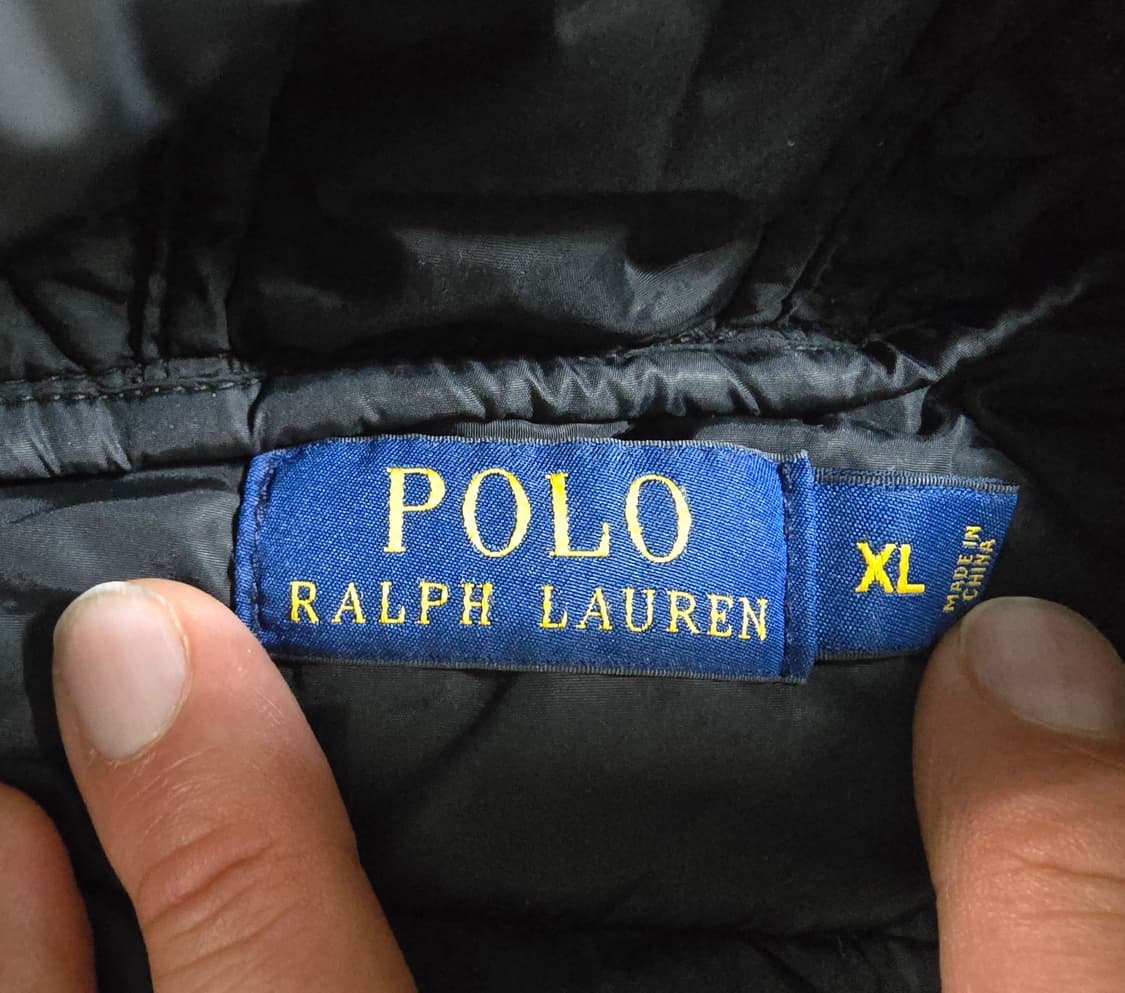 POLO
RALPH LAUREN
XL
MADE IN
CHINA